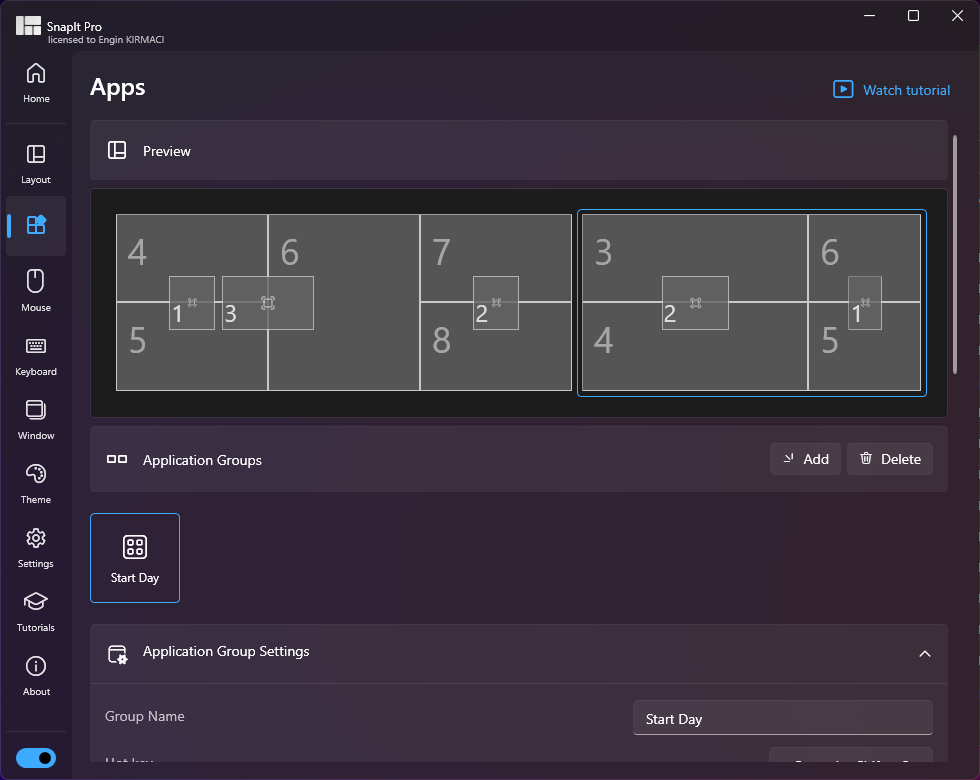 SnapIt Pro
licensed to Engin KIRMACI
Home
Layout
Mouse
Keyboard
Window
Theme
Settings
Tutorials
About
Apps
Watch tutorial
Preview
4 6 7 3 6
1 3 2 2 1
5 8 4 5
Application Groups
Add
Delete
Start Day
Application Group Settings
Group Name
Start Day
Hot key